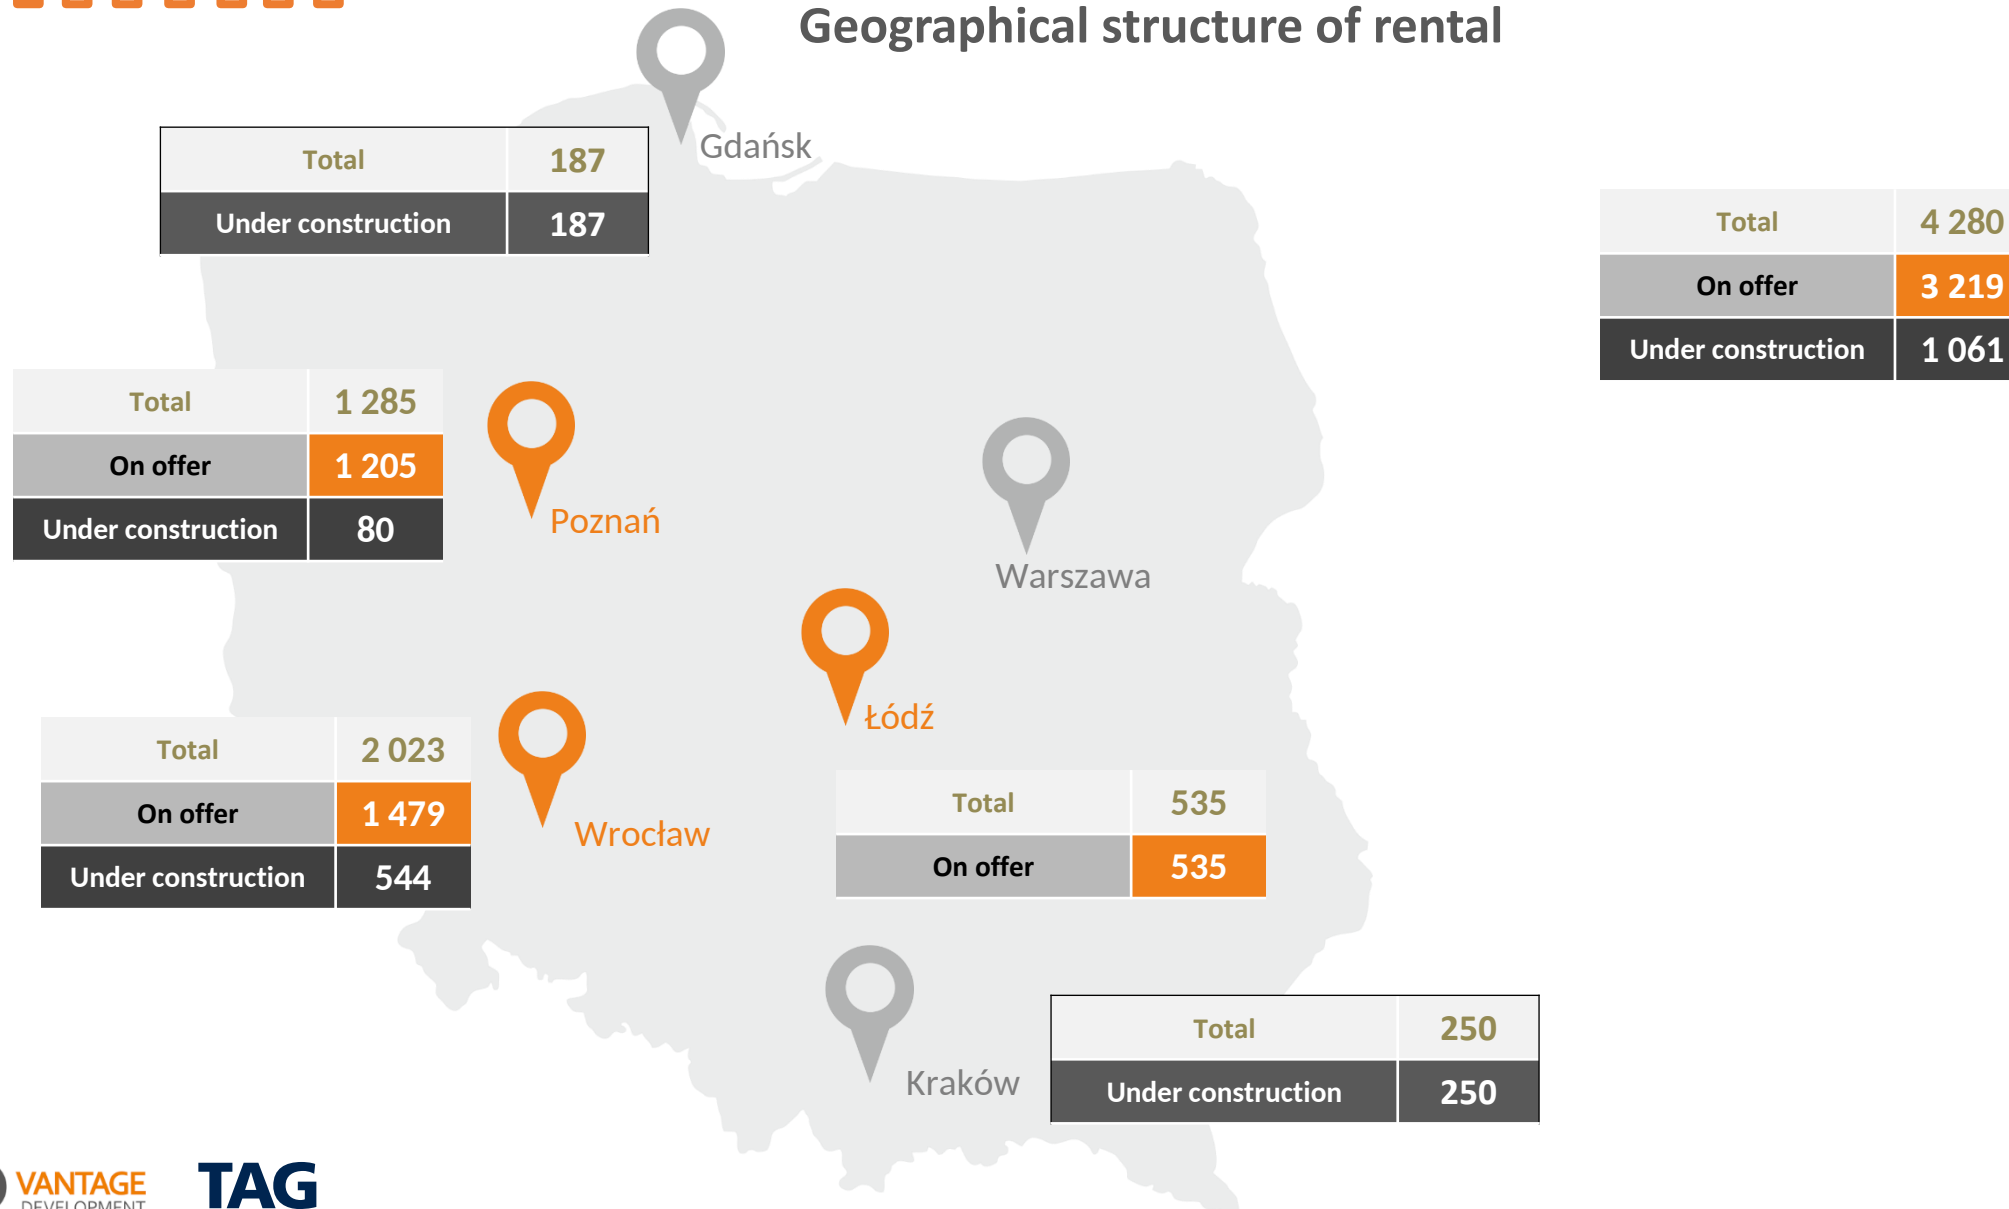 Geographical structure of rental
Gdańsk
Total 187
Under construction 187
Total 4 280
On offer 3 219
Under construction 1 061
Total 1 285
On offer 1 205
Under construction 80
Poznań
Warszawa
Łódź
Total 2 023
On offer 1 479
Under construction 544
Wrocław
Total 535
On offer 535
Kraków
Total 250
Under construction 250
VANTAGE
DEVELOPMENT
TAG